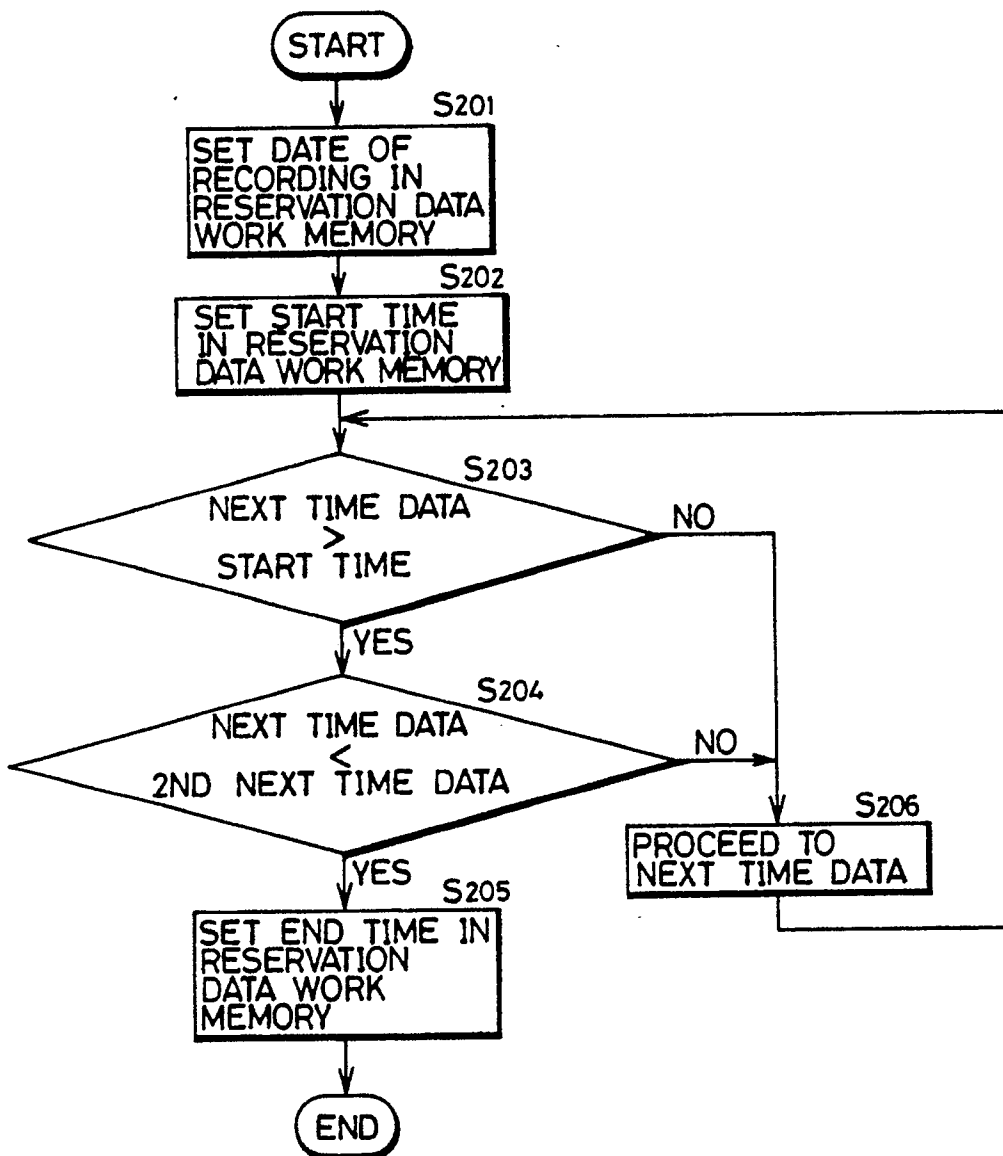 START
S201
SET DATE OF
RECORDING IN
RESERVATION DATA
WORK MEMORY
S202
SET START TIME
IN RESERVATION
DATA WORK MEMORY
S203
NEXT TIME DATA
>
START TIME
NO
YES
S204
NEXT TIME DATA
<
2ND NEXT TIME DATA
NO
YES
S206
PROCEED TO
NEXT TIME DATA
S205
SET END TIME IN
RESERVATION
DATA WORK
MEMORY
END